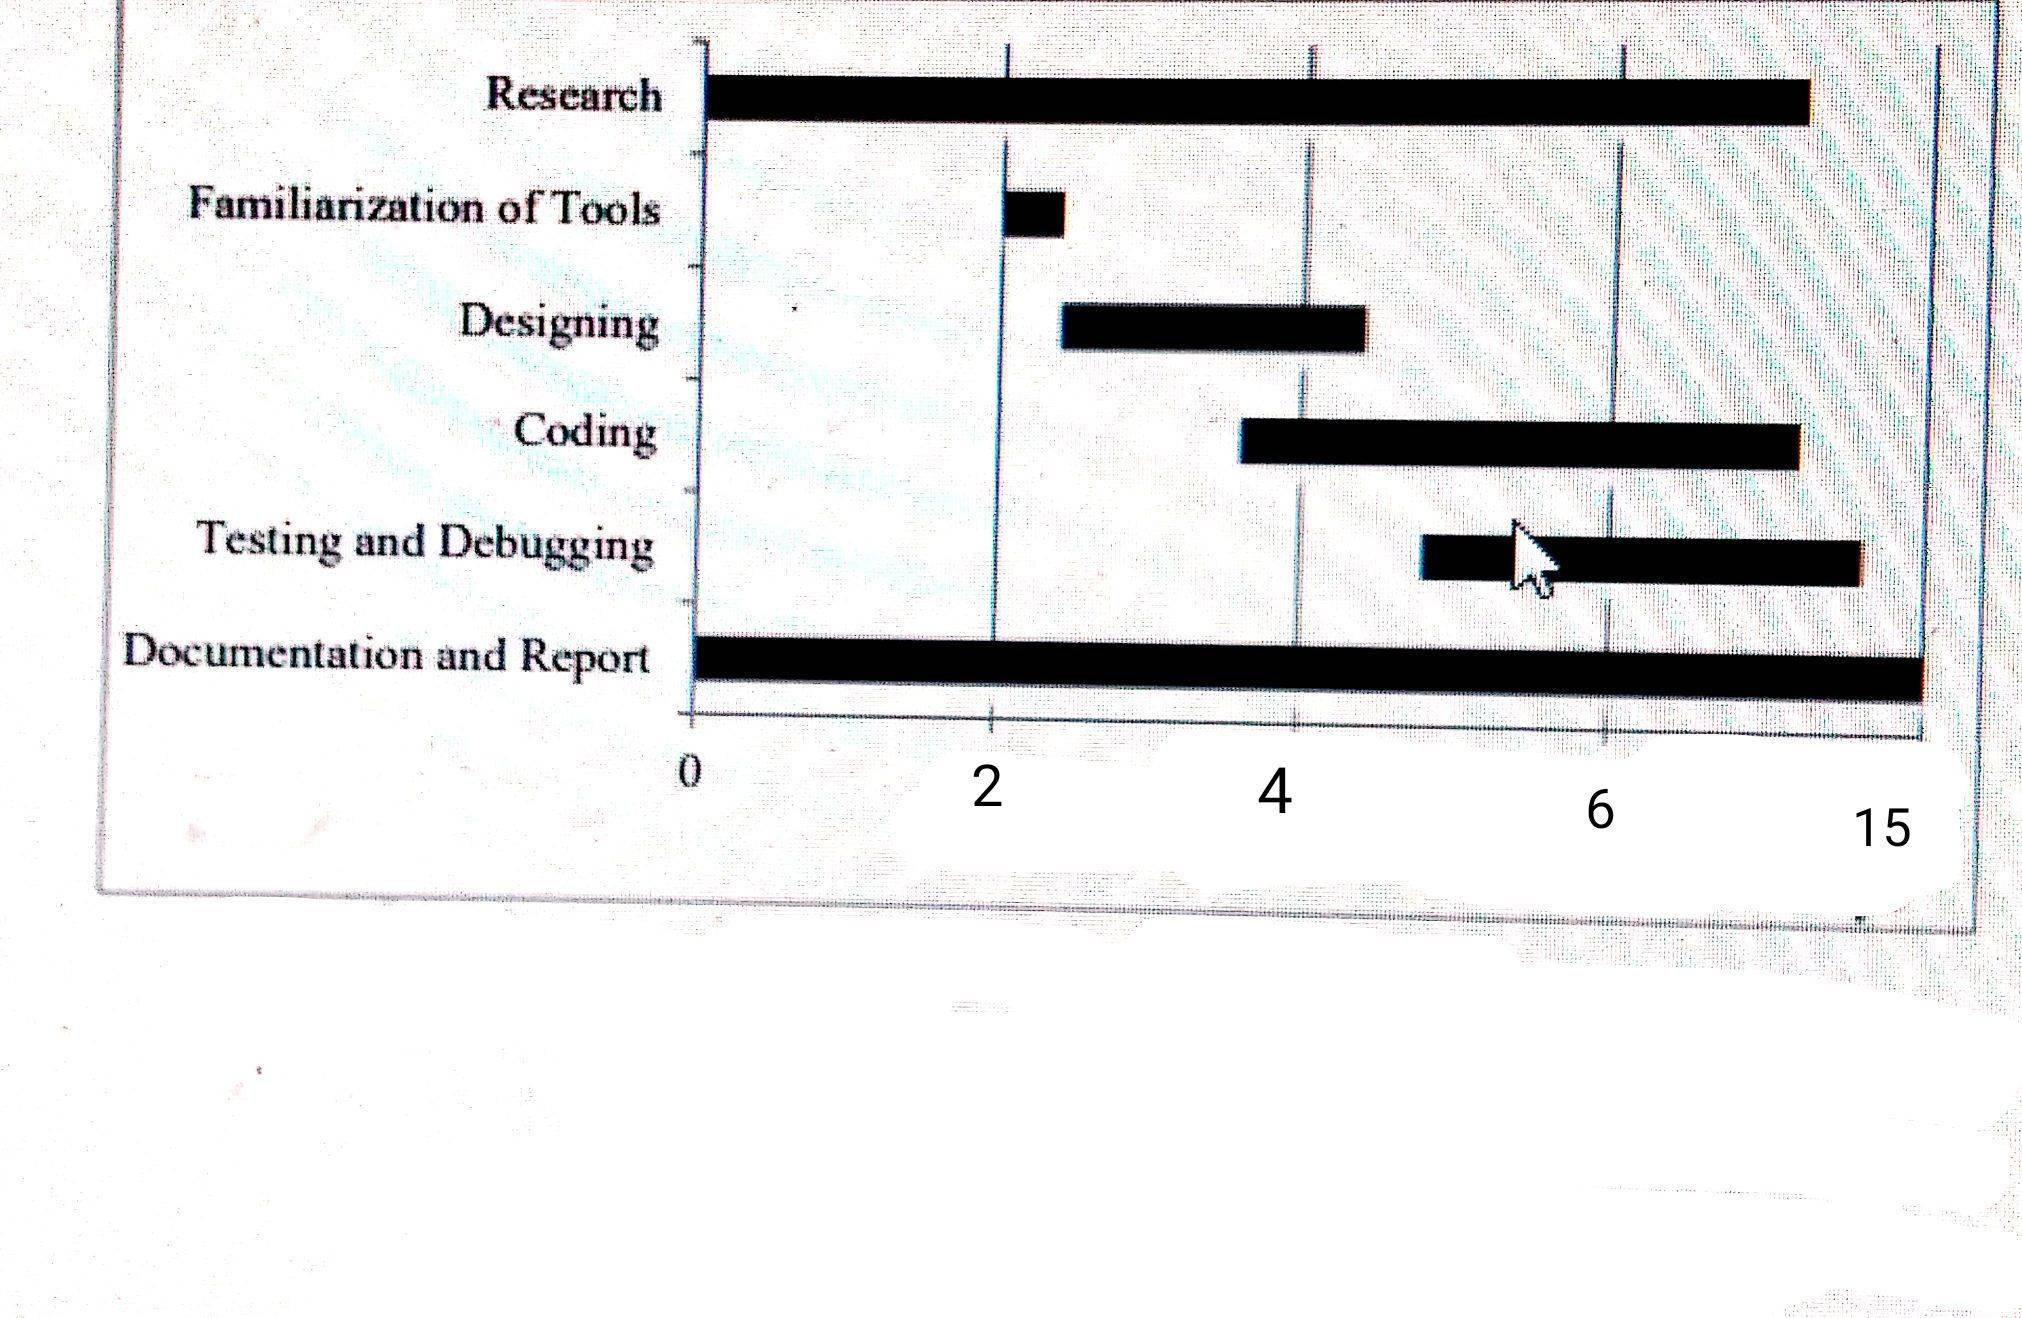 Research
Familiarization of Tools
Designing
Coding
Testing and Debugging
Documentation and Report
0 2 4 6 15